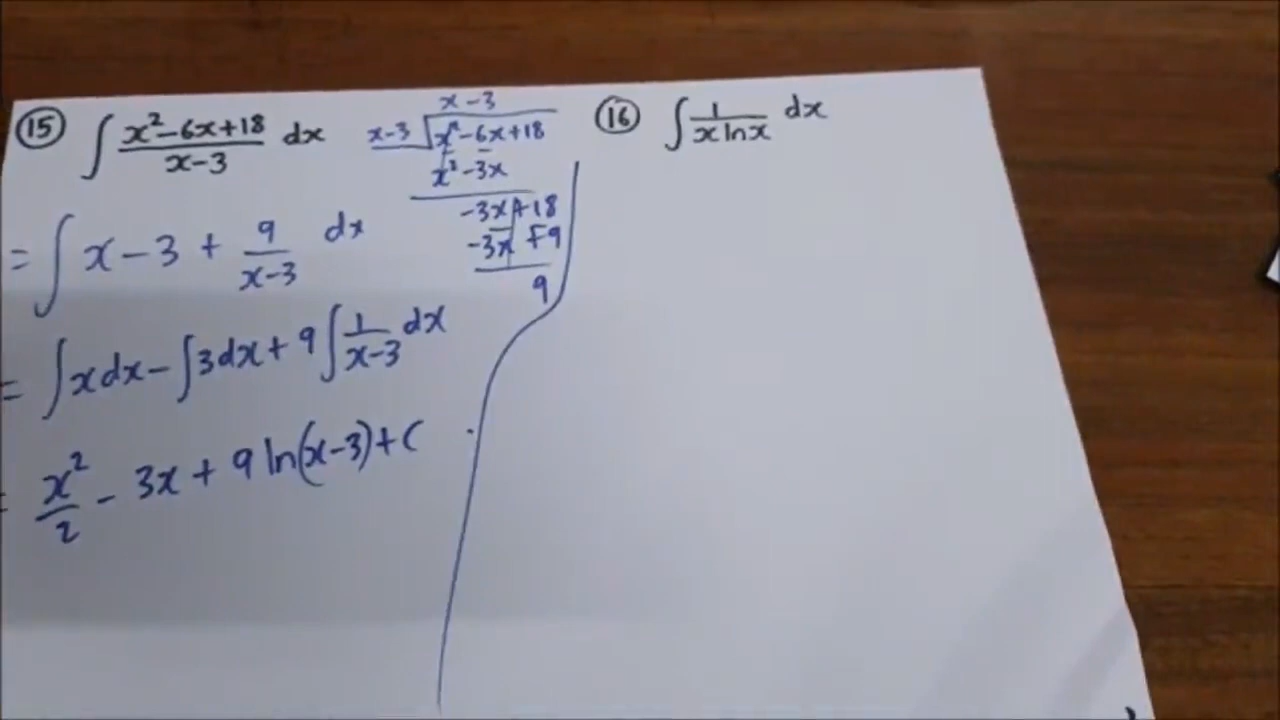 (15) ∫ (x² - 6x + 18)/(x - 3) dx
x - 3
x - 3 √ x² - 6x + 18
x² - 3x
-3x + 18
-3x + 9
9
= ∫ x - 3 + 9/(x - 3) dx
= ∫ x dx - ∫ 3 dx + 9 ∫ 1/(x - 3) dx
= x²/2 - 3x + 9 ln(x - 3) + C
(16) ∫ 1/(x ln x) dx